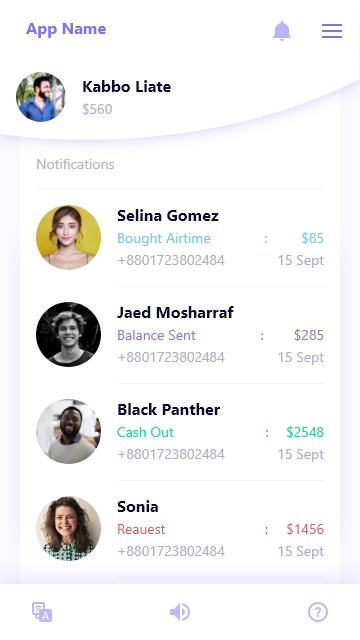 App Name
Kabbo Liate
$560
Notifications
Selina Gomez
Bought Airtime : $85
+8801723802484 15 Sept
Jaed Mosharraf
Balance Sent : $285
+8801723802484 15 Sept
Black Panther
Cash Out : $2548
+8801723802484 15 Sept
Sonia
Reauest : $1456
+8801723802484 15 Sept